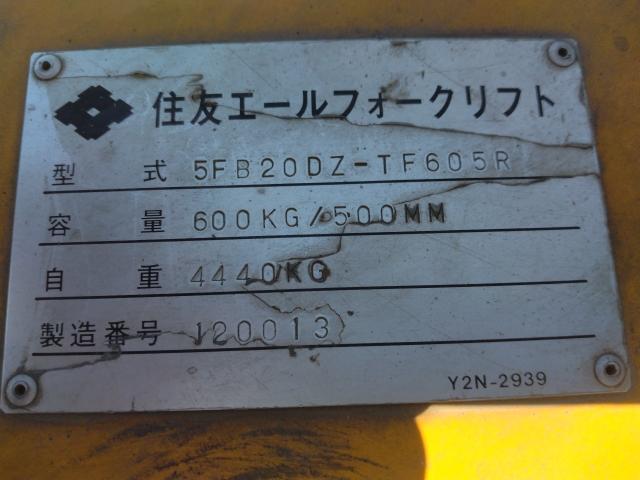 住友エールフォークリフト
型 式 5FB20DZ-TF605R
容 量 600KG/500MM
自 重 4440KG
製造番号 120013
Y2N-2939